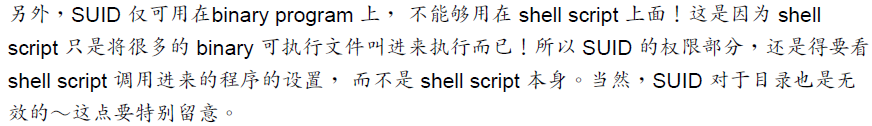 另外，SUID 仅可用在binary program 上， 不能够用在 shell script 上面！这是因为 shell
script 只是将很多的 binary 可执行文件叫进来执行而已！所以 SUID 的权限部分，还是得要看
shell script 调用进来的程序的设置， 而不是 shell script 本身。当然，SUID 对于目录也是无
效的～这点要特别留意。